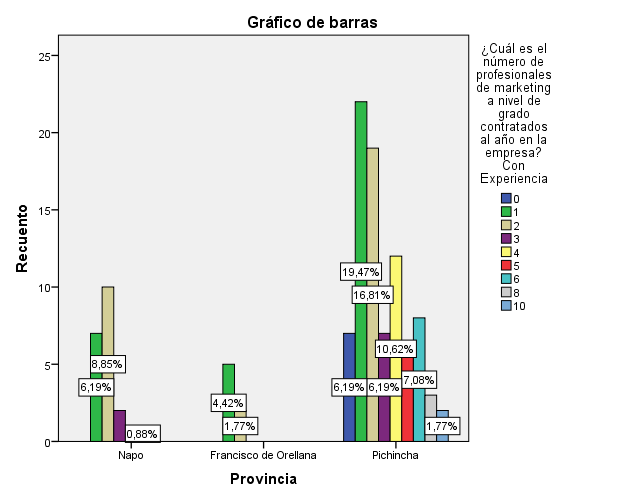 Gráfico de barras
25
20
15
10
5
0
Recuento
19,47%
16,81%
10,62%
8,85%
7,08%
6,19%
6,19%
6,19%
4,42%
1,77%
1,77%
0,88%
Napo
Francisco de Orellana
Pichincha
Provincia
¿Cuál es el
número de
profesionales
de marketing
a nivel de
grado
contratados
al año en la
empresa?
Con
Experiencia
0
1
2
3
4
5
6
8
10